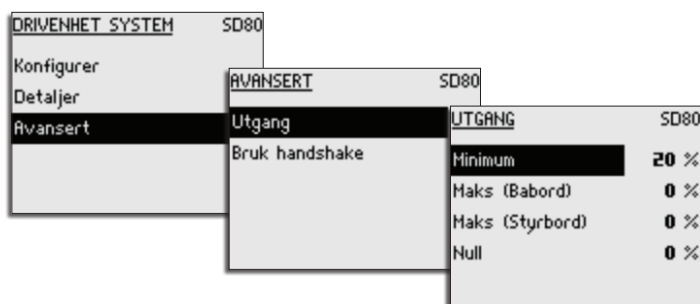 DRIVENHET SYSTEM SD80
Konfigurer
Detaljer
Avansert
AVANSERT SD80
Utgang
Bruk handshake
UTGANG SD80
Minimum 20 %
Maks (Babord) 0 %
Maks (Styrbord) 0 %
Null 0 %